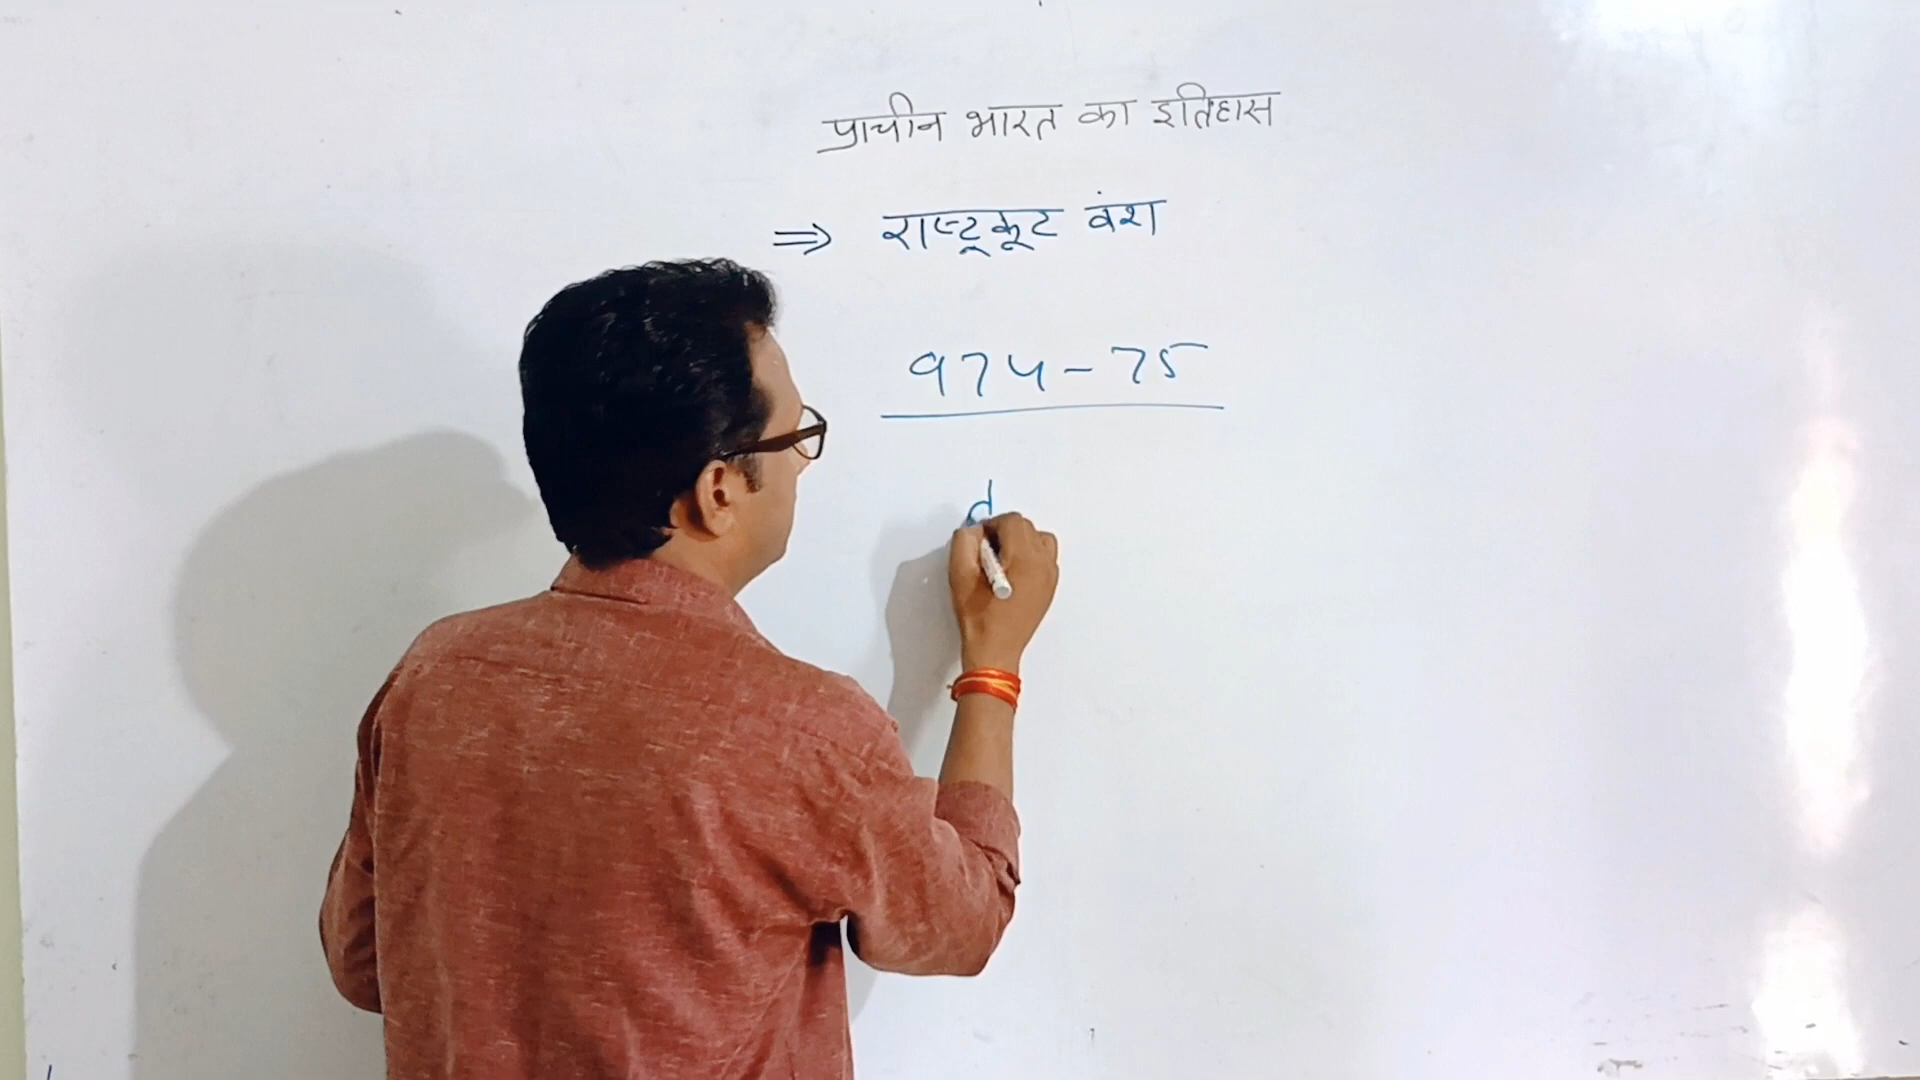 प्राचीन भारत का इतिहास
⇒ राष्ट्रकूट वंश
974-75